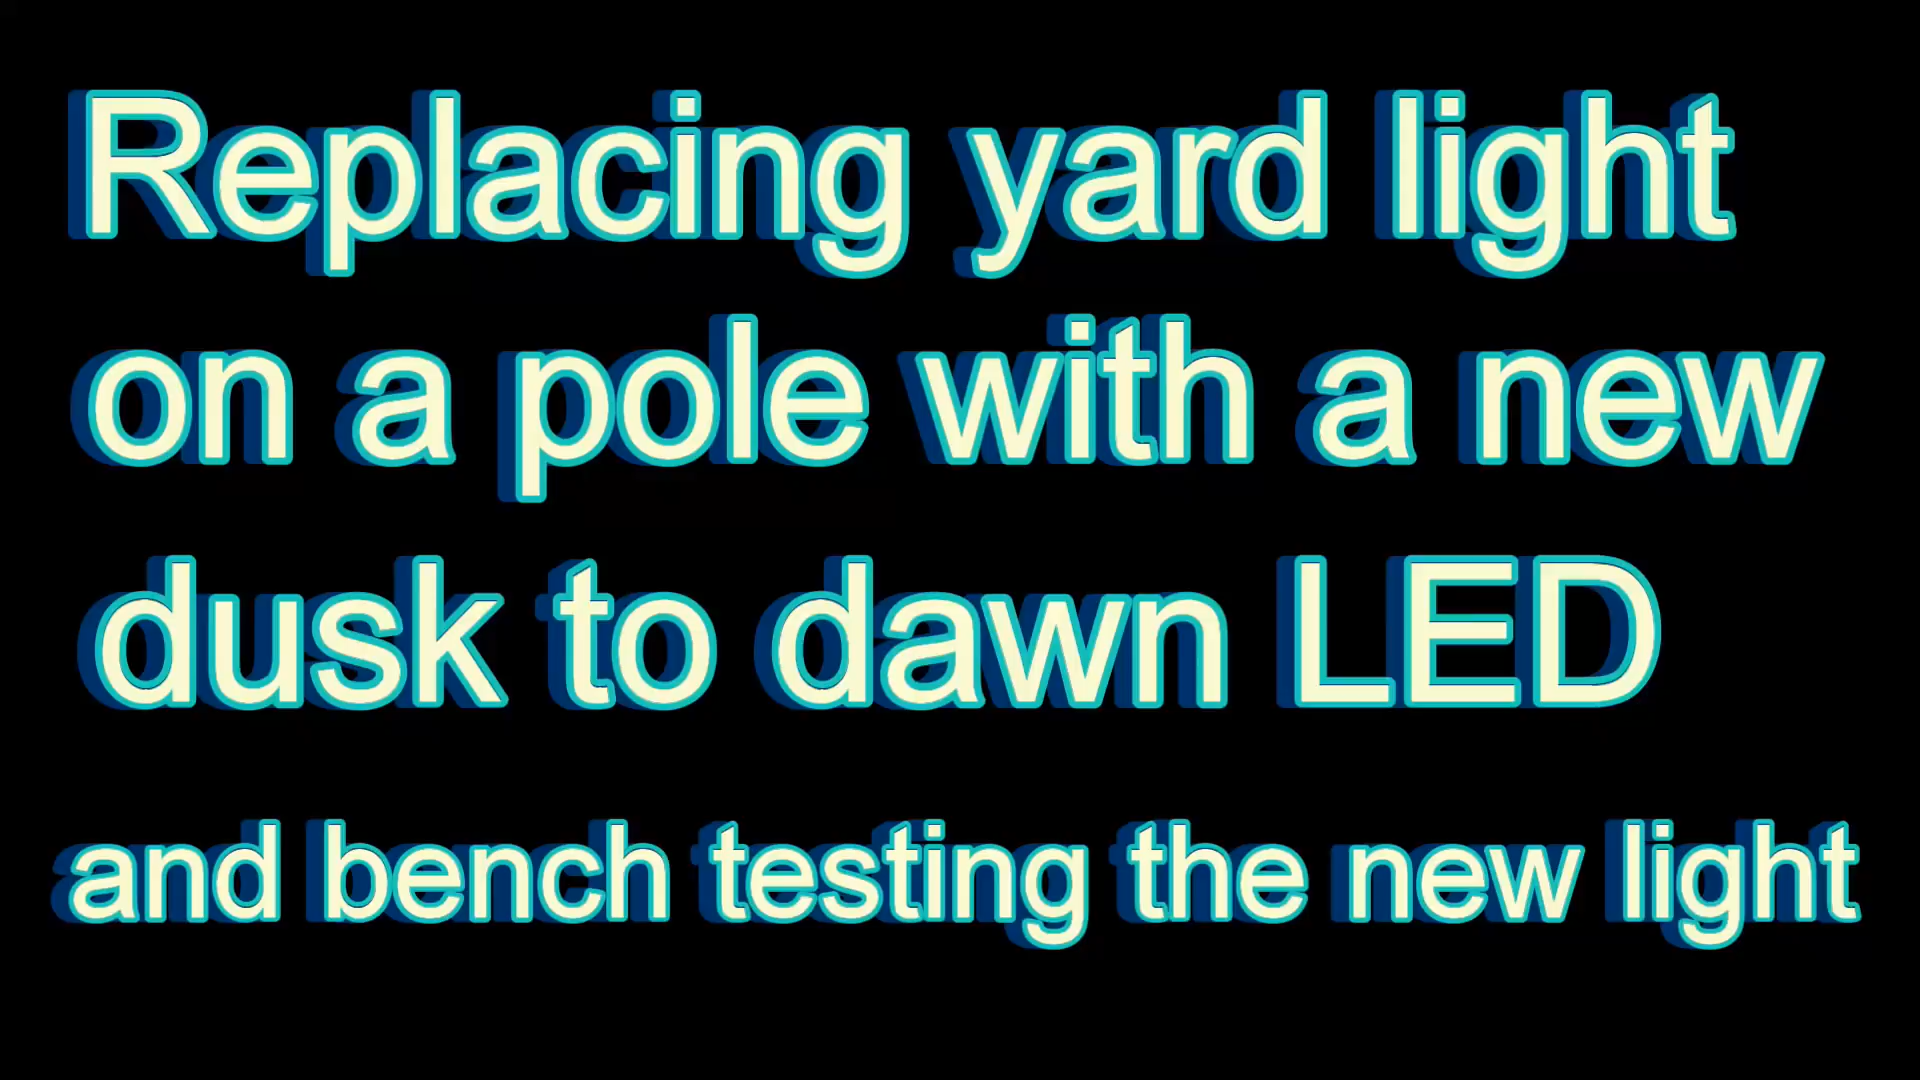 Replacing yard light
on a pole with a new
dusk to dawn LED
and bench testing the new light